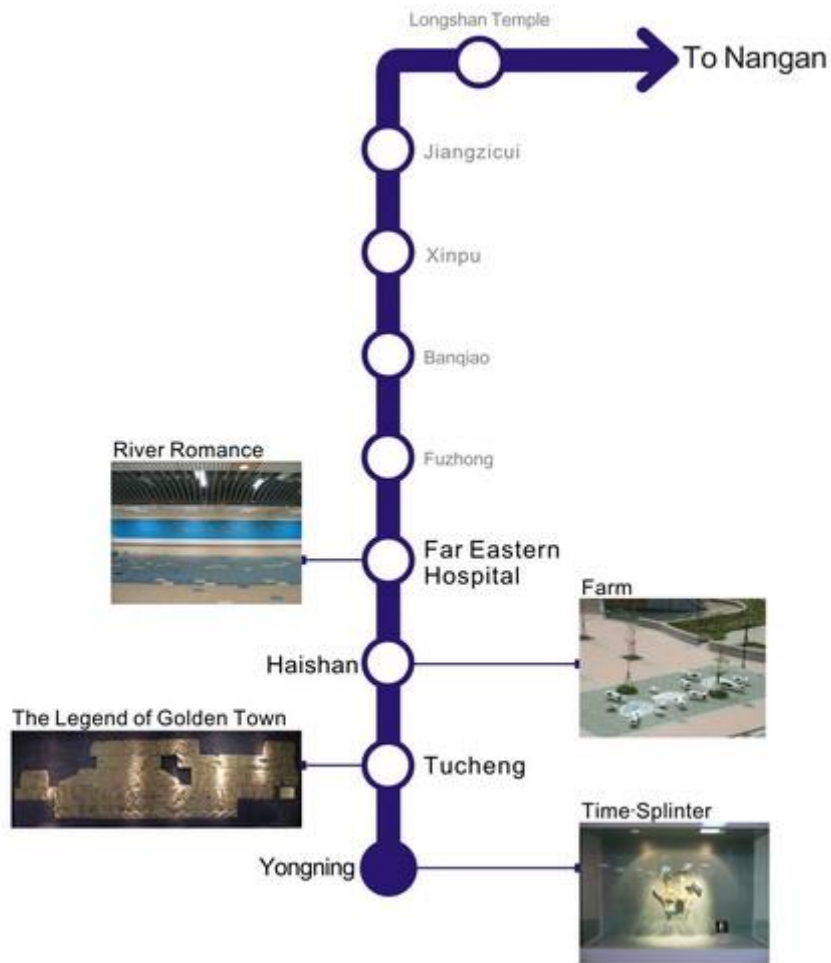 Longshan Temple
To Nangan
Jiangzicui
Xinpu
Banqiao
Fuzhong
River Romance
Far Eastern
Hospital
Farm
Haishan
The Legend of Golden Town
Tucheng
Time-Splinter
Yongning